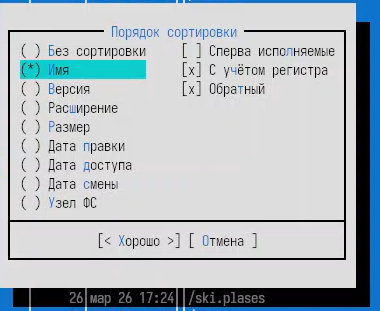 Порядок сортировки
( ) Без сортировки [ ] Сперва исполняемые
(*) Имя [x] С учётом регистра
( ) Версия [x] Обратный
( ) Расширение
( ) Размер
( ) Дата правки
( ) Дата доступа
( ) Дата смены
( ) Узел ФС
[< Хорошо >] [ Отмена ]
26 мар 26 17:24 /ski.plases